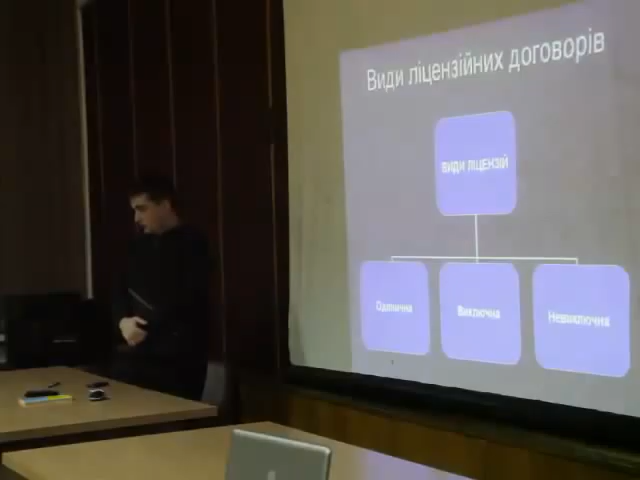 Види ліцензійних договорів
ВИДИ ЛІЦЕНЗІЙ
Одинична
Виключна
Невиключна